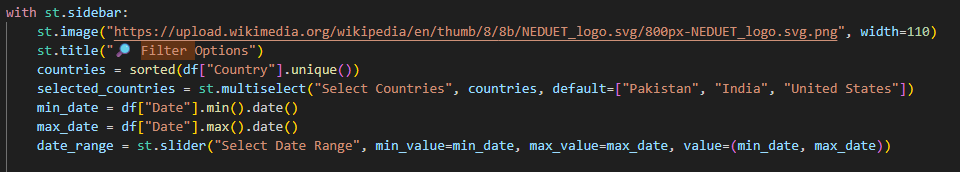 with st.sidebar:
    st.image("https://upload.wikimedia.org/wikipedia/en/thumb/8/8b/NEDUET_logo.svg/800px-NEDUET_logo.svg.png", width=110)
    st.title("🔎 Filter Options")
    countries = sorted(df["Country"].unique())
    selected_countries = st.multiselect("Select Countries", countries, default=["Pakistan", "India", "United States"])
    min_date = df["Date"].min().date()
    max_date = df["Date"].max().date()
    date_range = st.slider("Select Date Range", min_value=min_date, max_value=max_date, value=(min_date, max_date))